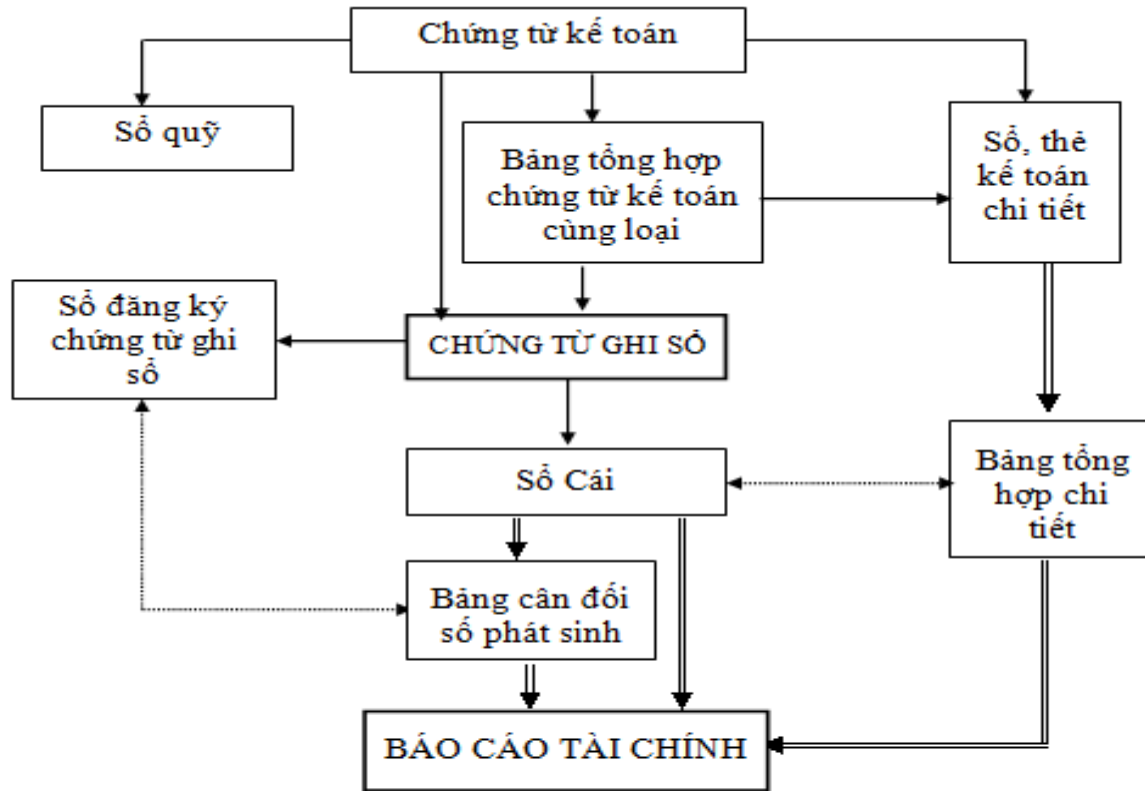 Chứng từ kế toán
Sổ quỹ
Bảng tổng hợp
chứng từ kế toán
cùng loại
Sổ, thẻ
kế toán
chi tiết
Sổ đăng ký
chứng từ ghi
sổ
CHỨNG TỪ GHI SỔ
Sổ Cái
Bảng tổng
hợp chi
tiết
Bảng cân đối
số phát sinh
BÁO CÁO TÀI CHÍNH